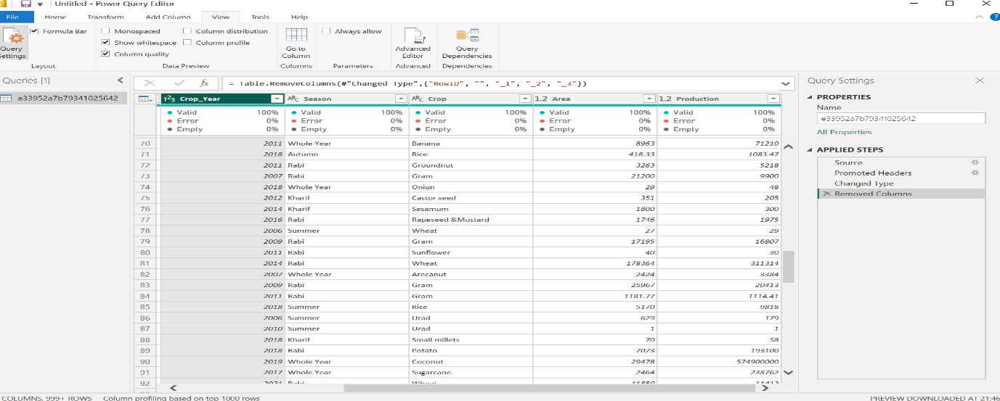 Untitled - Power Query Editor
File Home Transform Add Column View Tools Help
Formula Bar Monospaced Column distribution Always allow
Show whitespace Column profile
Query Settings Column quality Go to Column Advanced Editor Query Dependencies
Layout Data Preview Columns Parameters Advanced Dependencies
Queries [1]
e33952a7b79341025642
= Table.RemoveColumns(#"Changed Type",{"RowID", "", "_1", "_2", "_3"})
Crop_Year Season Crop 1.2 Area 1.2 Production
Valid 100% Valid 100% Valid 100% Valid 100% Valid 100%
Error 0% Error 0% Error 0% Error 0% Error 0%
Empty 0% Empty 0% Empty 0% Empty 0% Empty 0%
70 2011 Whole Year Banana 8963 71210
71 2018 Autumn Rice 418.33 1083.47
72 2011 Rabi Groundnut 3263 5218
73 2007 Rabi Gram 21200 9900
74 2018 Whole Year Onion 29 48
75 2012 Kharif Castor seed 351 205
76 2014 Kharif Sesamum 1800 300
77 2016 Rabi Rapeseed &Mustard 1746 1975
78 2006 Summer Wheat 27 29
79 2009 Rabi Gram 17195 16807
80 2011 Rabi Sunflower 40 30
81 2014 Rabi Wheat 178364 311314
82 2007 Whole Year Arecanut 2424 3384
83 2009 Rabi Gram 25967 20413
84 2011 Rabi Gram 1181.77 1114.41
85 2018 Summer Rice 5170 9818
86 2006 Summer Urad 629 179
87 2010 Summer Urad 1 1
88 2018 Kharif Small millets 70 58
89 2018 Rabi Potato 7073 193100
90 2019 Whole Year Coconut 29478 574900000
91 2017 Whole Year Sugarcane 2464 238762
92
Query Settings
PROPERTIES
Name
e33952a7b79341025642
All Properties
APPLIED STEPS
Source
Promoted Headers
Changed Type
Removed Columns
COLUMNS, 999+ ROWS Column profiling based on top 1000 rows PREVIEW DOWNLOADED AT 21:46